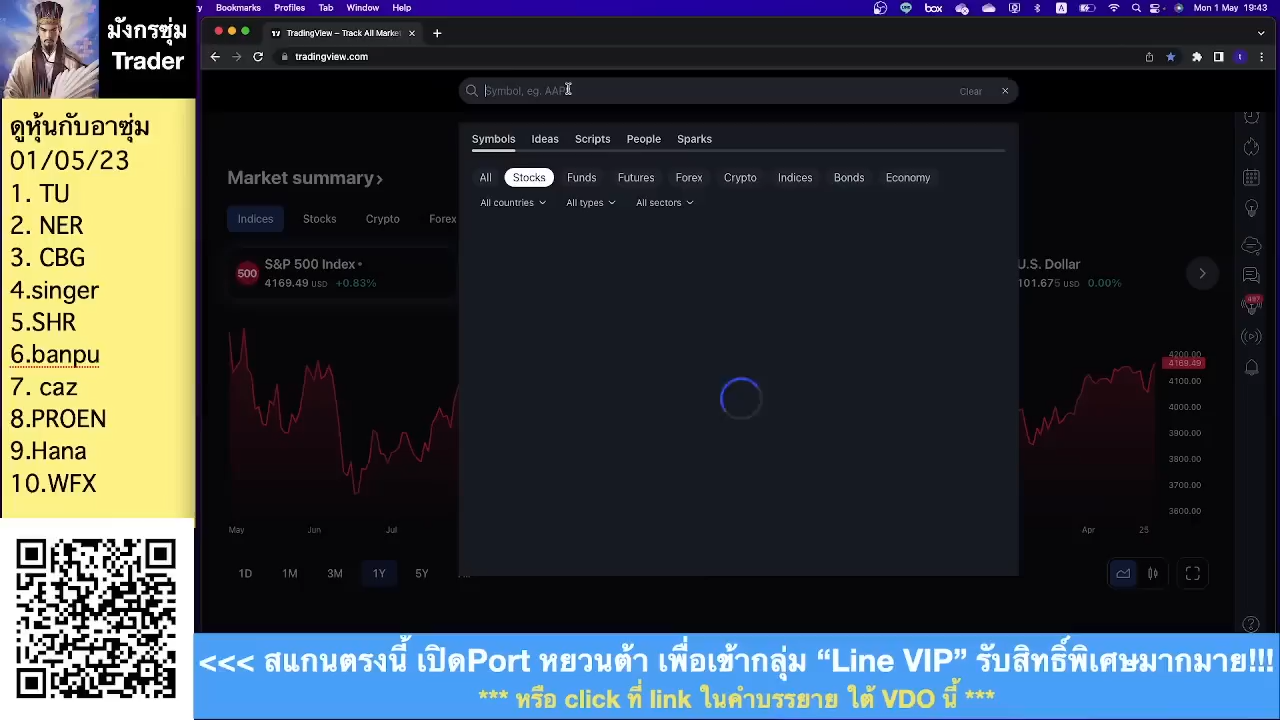 Bookmarks Profiles Tab Window Help
box
A
Mon 1 May 19:43
มังกรซุ่ม
Trader
TradingView – Track All Market
tradingview.com
Symbol, eg. AAP
Clear
Symbols Ideas Scripts People Sparks
All Stocks Funds Futures Forex Crypto Indices Bonds Economy
All countries All types All sectors
Market summary
Indices Stocks Crypto Forex
500
S&P 500 Index
4169.49 USD +0.83%
U.S. Dollar
101.675 USD 0.00%
497
4200.00
4169.49
4100.00
4000.00
3900.00
3800.00
3700.00
3600.00
May Jun Jul Apr 25
1D 1M 3M 1Y 5Y
ดูหุ้นกับอาซุ่ม
01/05/23
1. TU
2. NER
3. CBG
4.singer
5.SHR
6.banpu
7. caz
8.PROEN
9.Hana
10.WFX
<<< สแกนตรงนี้ เปิดPort หยวนต้า เพื่อเข้ากลุ่ม “Line VIP” รับสิทธิ์พิเศษมากมาย!!!
*** หรือ click ที่ link ในคำบรรยาย ใต้ VDO นี้ ***